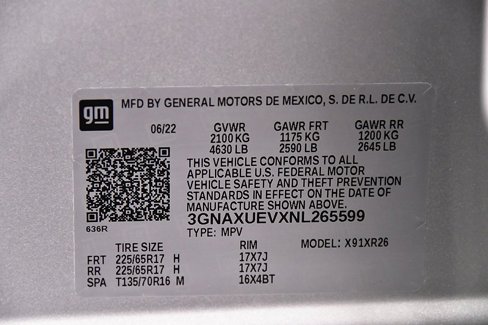 gm
MFD BY GENERAL MOTORS DE MEXICO, S. DE R.L. DE C.V.
06/22 GVWR GAWR FRT GAWR RR
2100 KG 1175 KG 1200 KG
4630 LB 2590 LB 2645 LB
THIS VEHICLE CONFORMS TO ALL
APPLICABLE U.S. FEDERAL MOTOR
VEHICLE SAFETY AND THEFT PREVENTION
STANDARDS IN EFFECT ON THE DATE OF
MANUFACTURE SHOWN ABOVE.
3GNAXUEVXNL265599
636R TYPE: MPV
TIRE SIZE RIM MODEL: X91XR26
FRT 225/65R17 H 17X7J
RR 225/65R17 H 17X7J
SPA T135/70R16 M 16X4BT